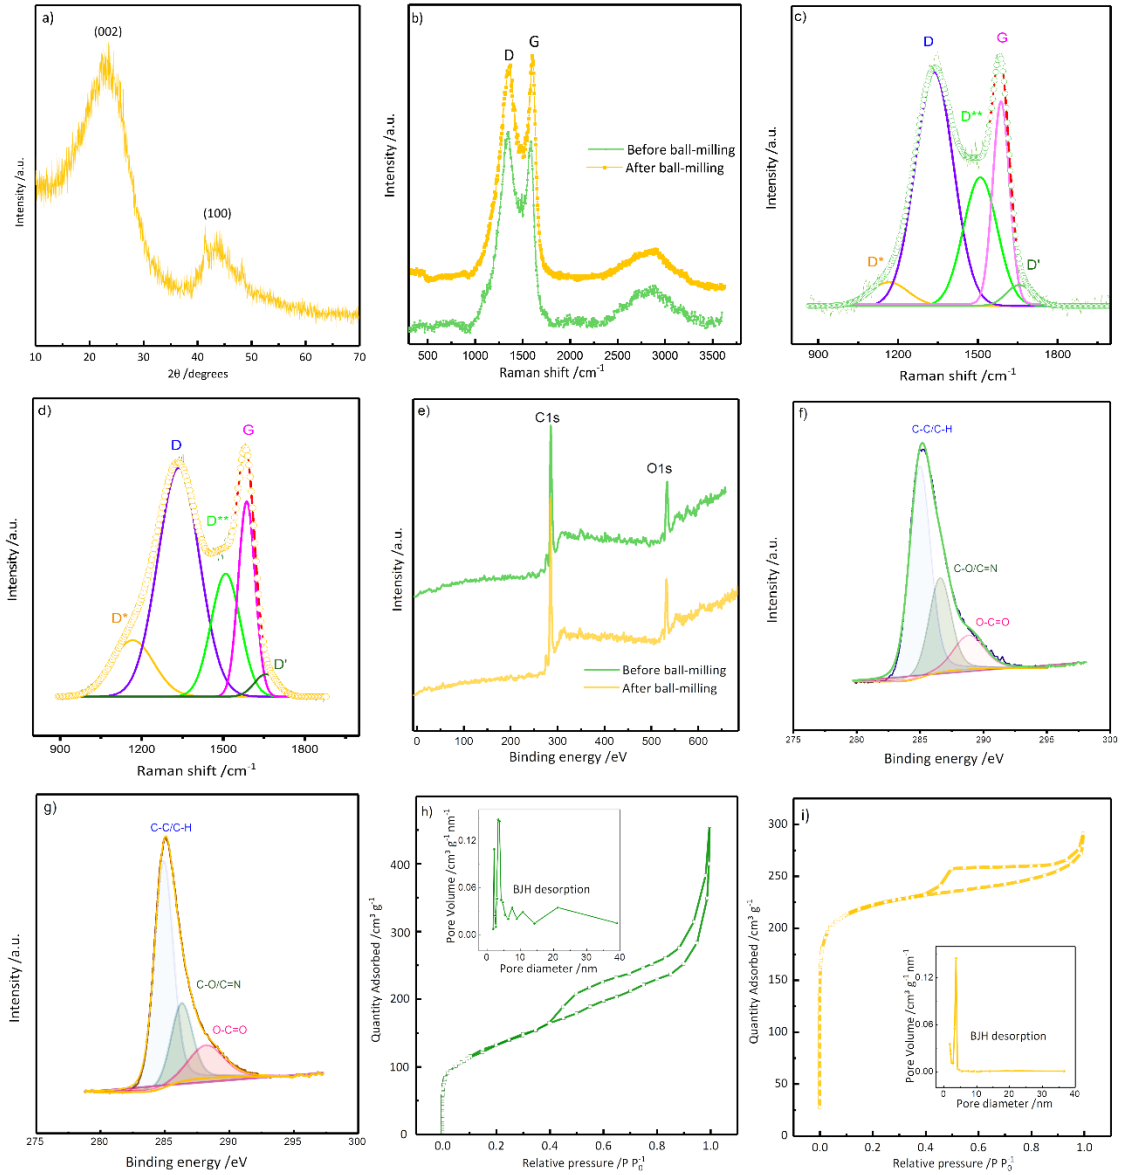 a)
(002)
(100)
Intensity /a.u.
10 20 30 40 50 60 70
2θ /degrees
b)
D G
Before ball-milling
After ball-milling
Intensity /a.u.
500 1000 1500 2000 2500 3000 3500
Raman shift /cm-1
c)
D
G
D**
D*
D'
Intensity /a.u.
900 1200 1500 1800
Raman shift /cm-1
d)
D
G
D**
D*
D'
Intensity /a.u.
900 1200 1500 1800
Raman shift /cm-1
e)
C1s
O1s
Before ball-milling
After ball-milling
Intensity /a.u.
0 100 200 300 400 500 600
Binding energy /eV
f)
C-C/C-H
C-O/C=N
O-C=O
Intensity /a.u.
275 280 285 290 295 300
Binding energy /eV
g)
C-C/C-H
C-O/C=N
O-C=O
Intensity /a.u.
275 280 285 290 295 300
Binding energy /eV
h)
Quantity Adsorbed /cm³ g-1
400
300
200
100
0
0.0 0.2 0.4 0.6 0.8 1.0
Relative pressure /P P0-1
Pore Volume /cm³ g-1 nm-1
0.12
0.06
0.00
BJH desorption
0 10 20 30 40
Pore diameter /nm
i)
Quantity Adsorbed /cm³ g-1
300
250
200
150
100
50
0
0.0 0.2 0.4 0.6 0.8 1.0
Relative pressure /P P0-1
Pore Volume /cm³ g-1 nm-1
0.12
0.06
0.00
BJH desorption
0 10 20 30 40
Pore diameter /nm